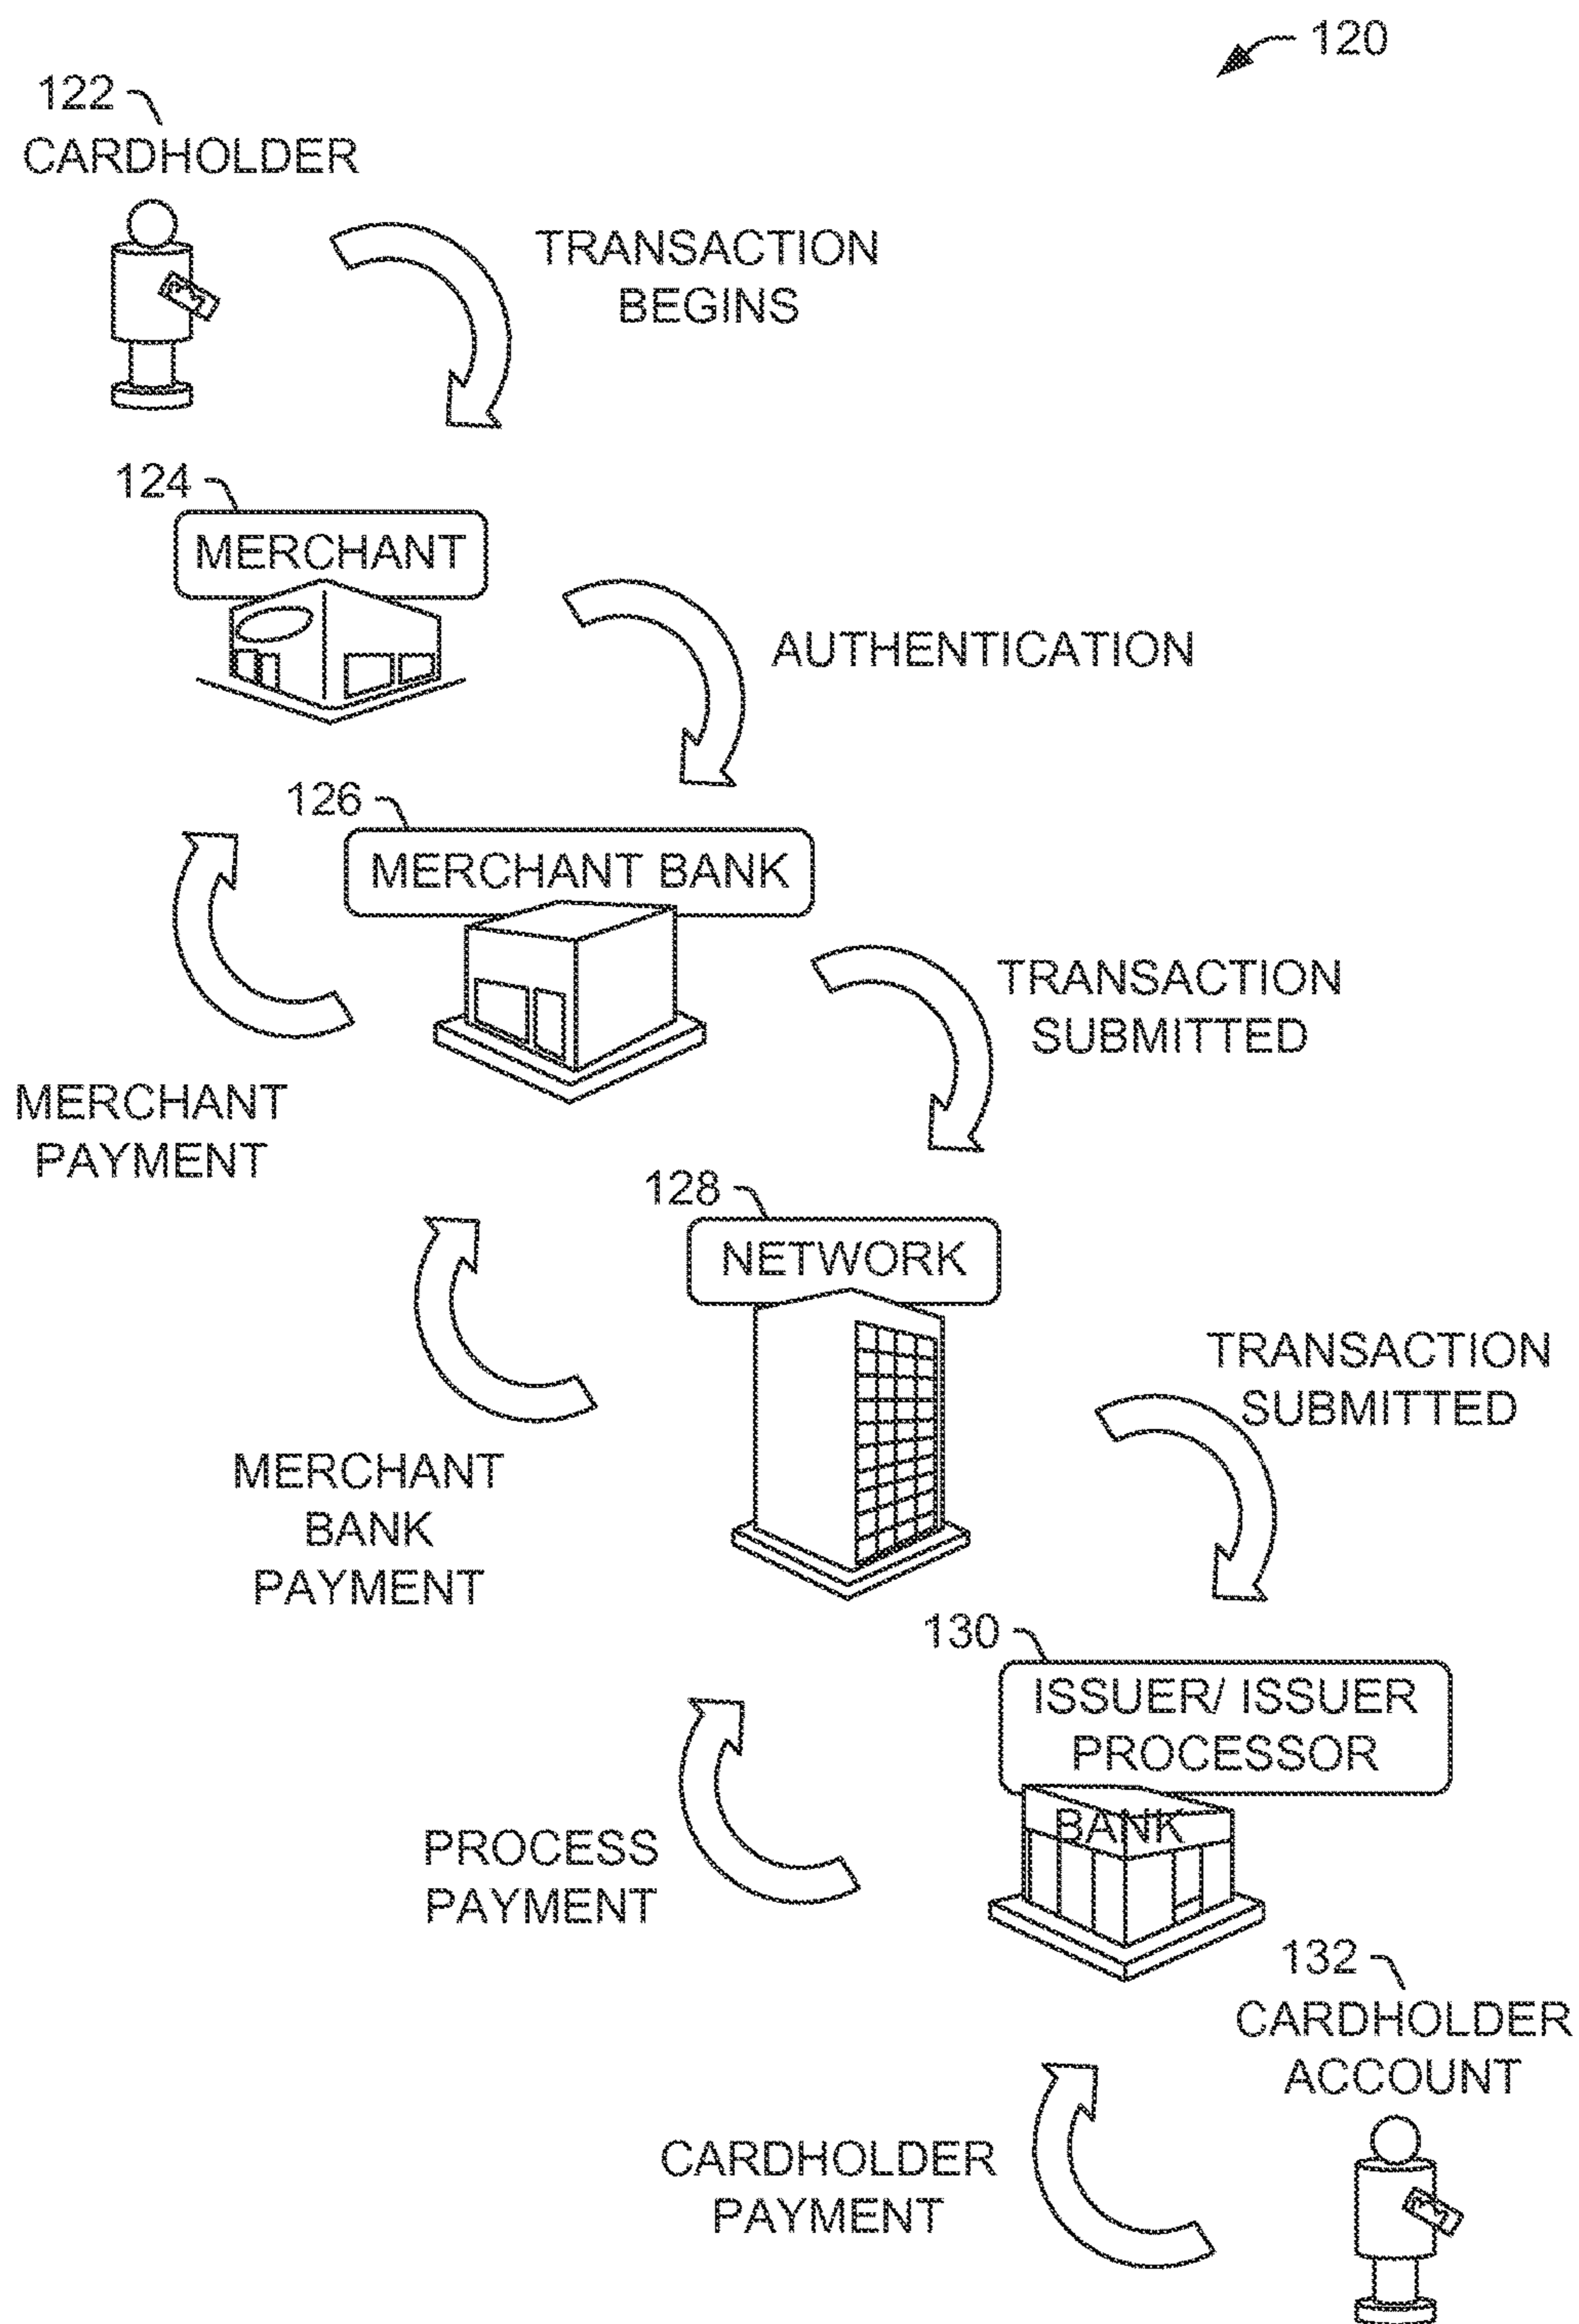 120
122
CARDHOLDER
TRANSACTION
BEGINS
124
MERCHANT
AUTHENTICATION
126
MERCHANT BANK
TRANSACTION
SUBMITTED
MERCHANT
PAYMENT
128
NETWORK
TRANSACTION
SUBMITTED
MERCHANT
BANK
PAYMENT
130
ISSUER/ ISSUER
PROCESSOR
BANK
PROCESS
PAYMENT
132
CARDHOLDER
ACCOUNT
CARDHOLDER
PAYMENT